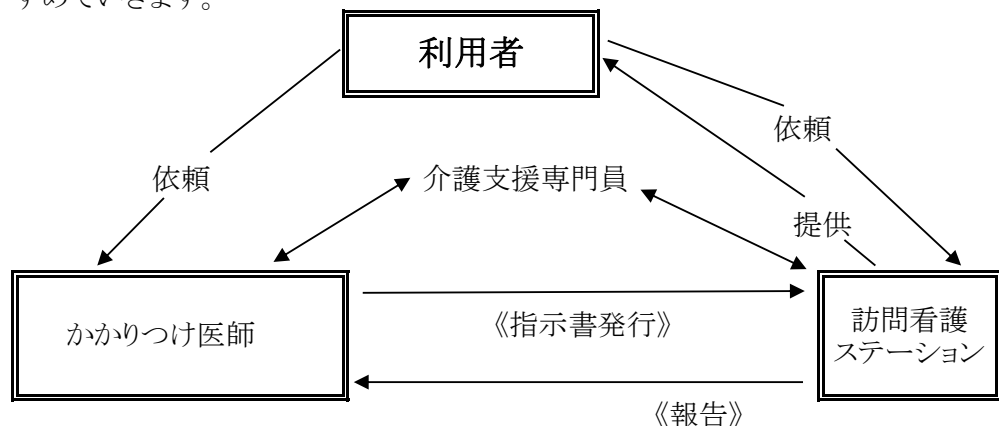 すめていきます。
利用者
依頼
依頼
介護支援専門員
提供
かかりつけ医師
《指示書発行》
訪問看護
ステーション
《報告》